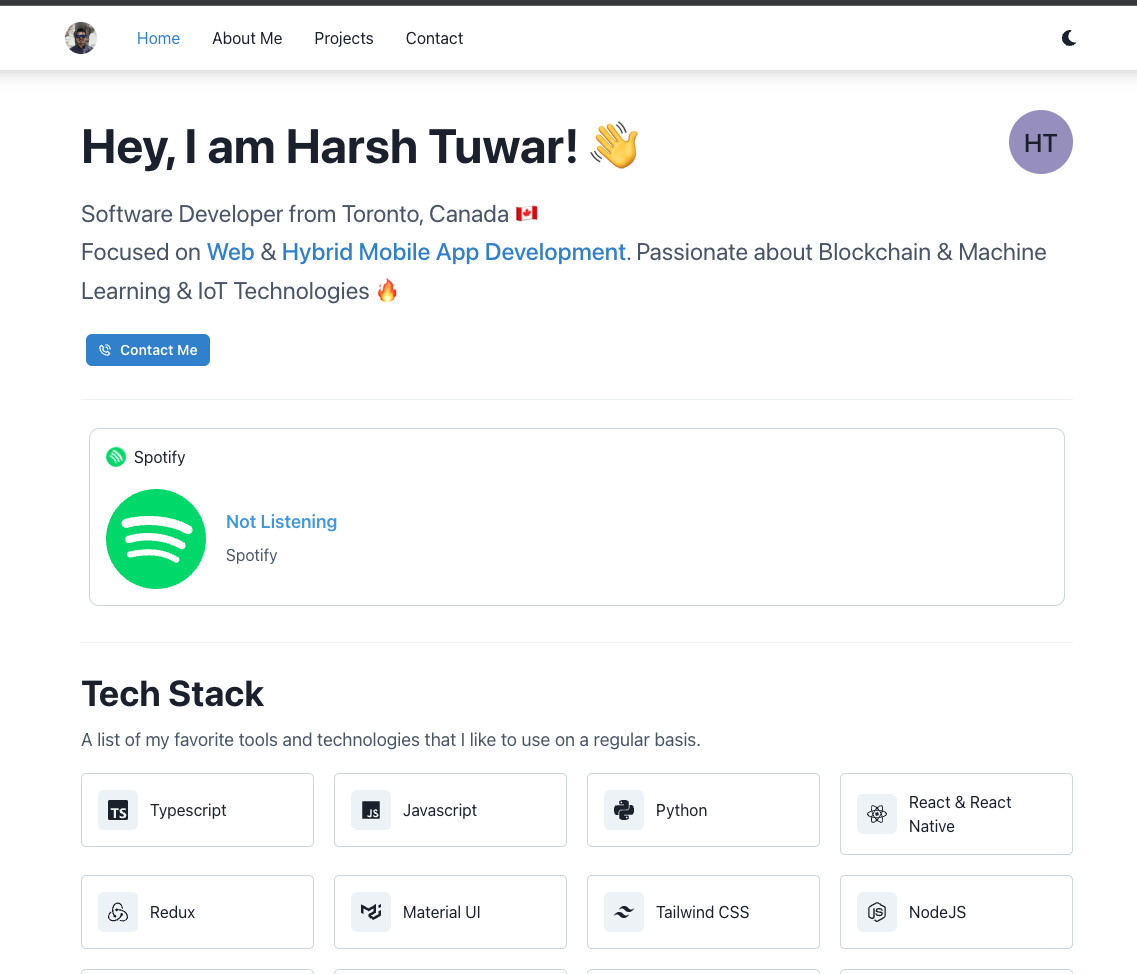 Home About Me Projects Contact
Hey, I am Harsh Tuwar! 👋
HT
Software Developer from Toronto, Canada 🇨🇦
Focused on Web & Hybrid Mobile App Development. Passionate about Blockchain & Machine
Learning & IoT Technologies 🔥
Contact Me
Spotify
Not Listening
Spotify
Tech Stack
A list of my favorite tools and technologies that I like to use on a regular basis.
TS Typescript
JS Javascript
Python
React & React
Native
Redux
Material UI
Tailwind CSS
JS NodeJS